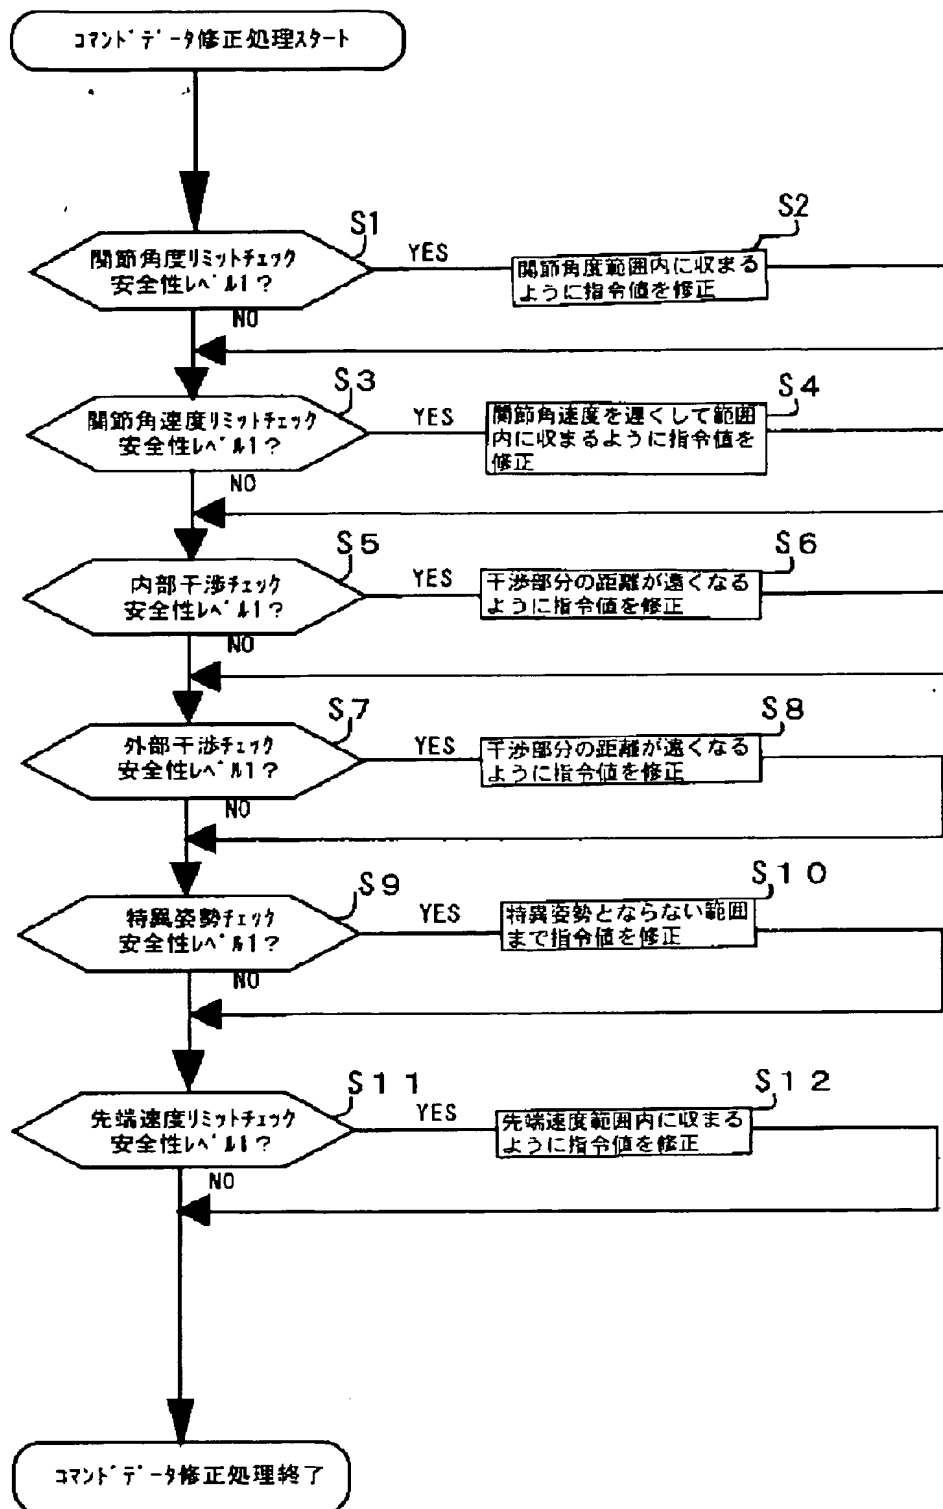 コマンドデータ修正処理スタート
S1
関節角度リミットチェック
安全性レベル1?
YES
S2
関節角度範囲内に収まる
ように指令値を修正
NO
S3
関節角速度リミットチェック
安全性レベル1?
YES
S4
関節角速度を遅くして範囲
内に収まるように指令値を
修正
NO
S5
内部干渉チェック
安全性レベル1?
YES
S6
干渉部分の距離が遠くなる
ように指令値を修正
NO
S7
外部干渉チェック
安全性レベル1?
YES
S8
干渉部分の距離が遠くなる
ように指令値を修正
NO
S9
特異姿勢チェック
安全性レベル1?
YES
S10
特異姿勢とならない範囲
まで指令値を修正
NO
S11
先端速度リミットチェック
安全性レベル1?
YES
S12
先端速度範囲内に収まる
ように指令値を修正
NO
コマンドデータ修正処理終了